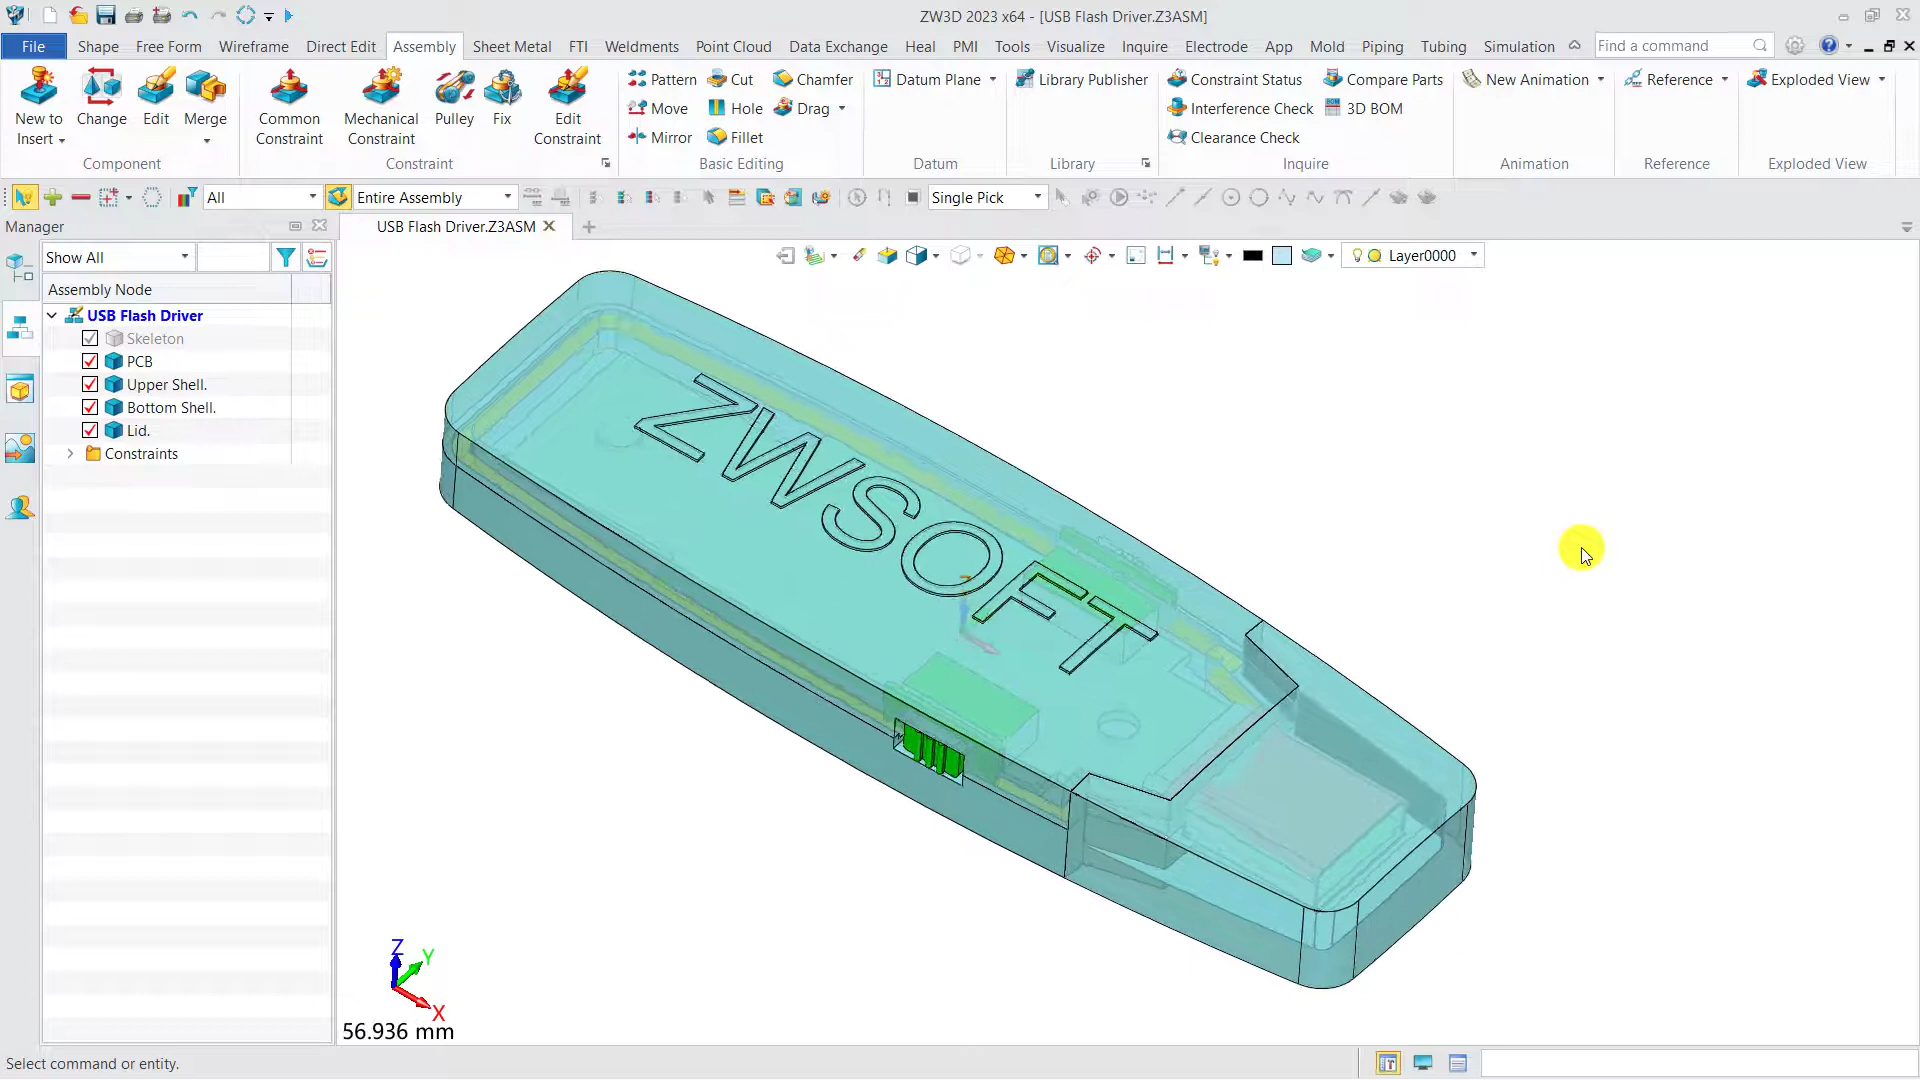 ZW3D 2023 x64 - [USB Flash Driver.Z3ASM]
File Shape Free Form Wireframe Direct Edit Assembly Sheet Metal FTI Weldments Point Cloud Data Exchange Heal PMI Tools Visualize Inquire Electrode App Mold Piping Tubing Simulation Find a command
New to Insert
Change
Edit
Merge
Component
Common Constraint
Mechanical Constraint
Pulley
Fix
Edit Constraint
Constraint
Pattern Cut Chamfer
Move Hole Drag
Mirror Fillet
Basic Editing
Datum Plane
Datum
Library Publisher
Library
Constraint Status Compare Parts
Interference Check 3D BOM
Clearance Check
Inquire
New Animation
Animation
Reference
Reference
Exploded View
Exploded View
All Entire Assembly Single Pick
Manager
USB Flash Driver.Z3ASM
Show All
Layer0000
Assembly Node
USB Flash Driver
Skeleton
PCB
Upper Shell.
Bottom Shell.
Lid.
Constraints
ZWSOFT
Z
Y
X
56.936 mm
Select command or entity.